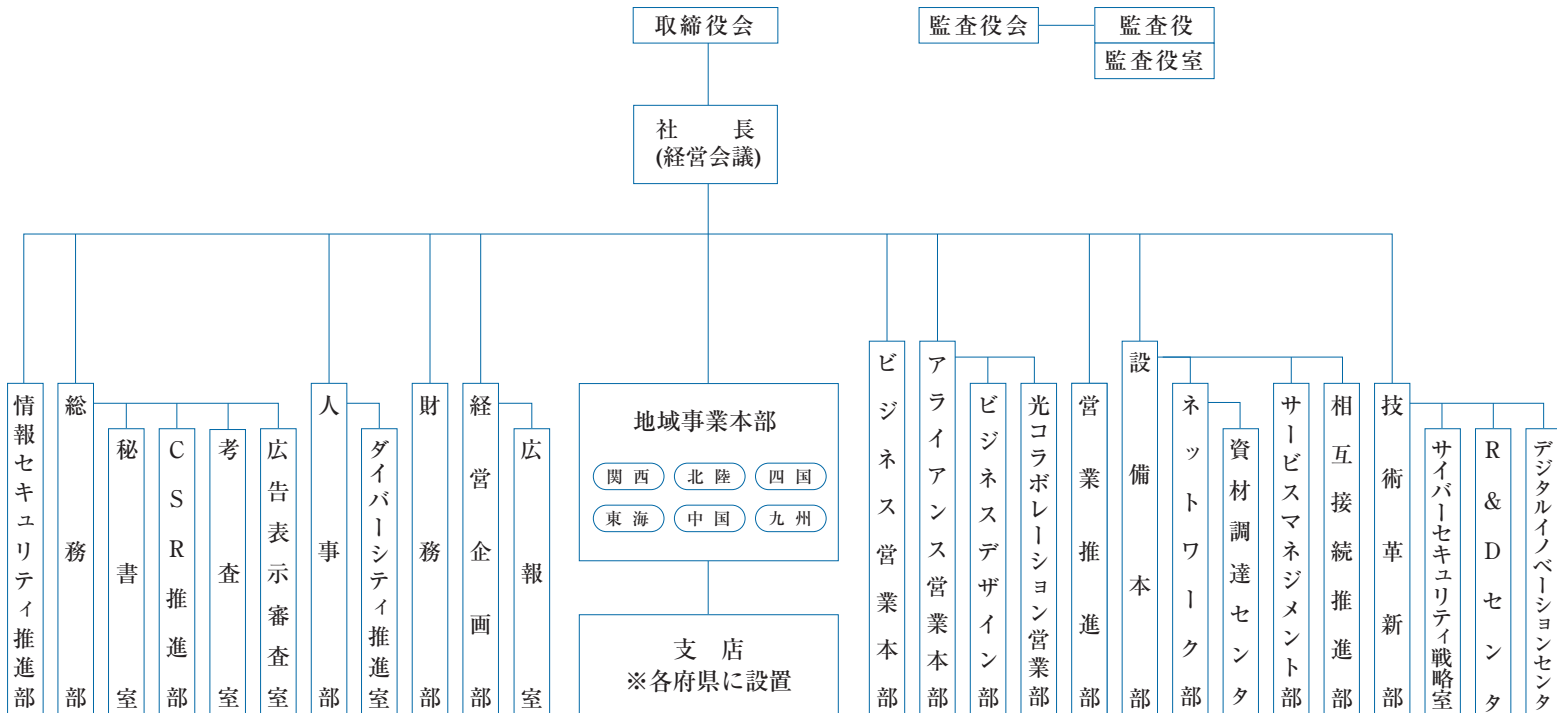 取締役会
監査役会
監査役
監査役室
社　長
(経営会議)
情報セキュリティ推進部
総務部
秘書室
CSR推進部
考査室
広告表示審査室
人事部
ダイバーシティ推進室
財務部
経営企画部
広報室
地域事業本部
関西 北陸 四国
東海 中国 九州
支店
※各府県に設置
ビジネス営業本部
アライアンス営業本部
ビジネスデザイン部
光コラボレーション営業部
営業推進部
設備本部
ネットワーク部
資材調達センタ
サービスマネジメント部
相互接続推進部
技術革新部
サイバーセキュリティ戦略室
R&Dセンタ
デジタルイノベーションセンタ